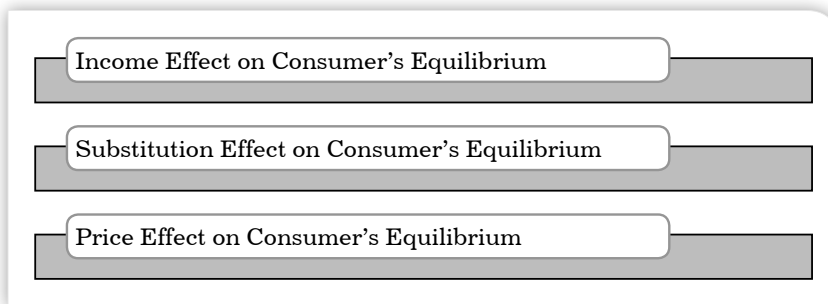 Income Effect on Consumer’s Equilibrium
Substitution Effect on Consumer’s Equilibrium
Price Effect on Consumer’s Equilibrium